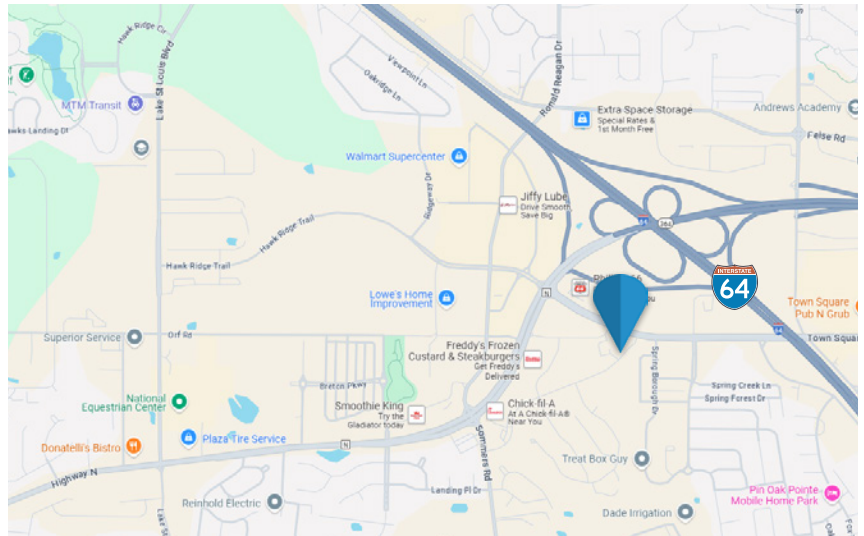 Hawk Ridge Cir
Lake St Louis Blvd
Viewpoint Ln
Oakridge Ln
Ronald Reagan Dr
MTM Transit
Extra Space Storage
Special Rates &
1st Month Free
Andrews Academy
Feise Rd
Walmart Supercenter
Ridgeway Dr
Jiffy Lube
Drive Smooth,
Save Big
Hawk Ridge Trail
Hawk Ridge Trail
64
364
INTERSTATE
64
N
Lowe's Home
Improvement
Town Square
Pub N Grub
64
Superior Service
Orf Rd
Town Squar
Freddy's Frozen
Custard & Steakburgers
Get Freddy's
Delivered
Spring Borough Dr
Breton Pkwy
Spring Creek Ln
Spring Forest Dr
National
Equestrian Center
Smoothie King
Try the
Gladiator today
Chick-fil-A
At A Chick-fil-A®
Near You
Plaza Tire Service
Donatelli's Bistro
N
Sommers Rd
Highway N
Treat Box Guy
Landing Pl Dr
Reinhold Electric
Pin Oak Pointe
Mobile Home Park
Dade Irrigation